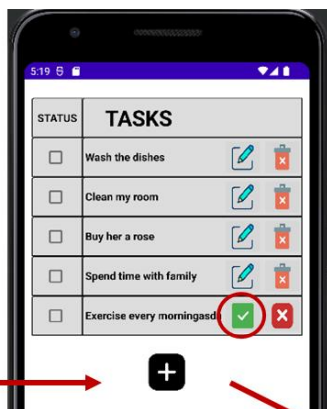 5:19
STATUS TASKS
Wash the dishes
Clean my room
Buy her a rose
Spend time with family
Exercise every morningasd